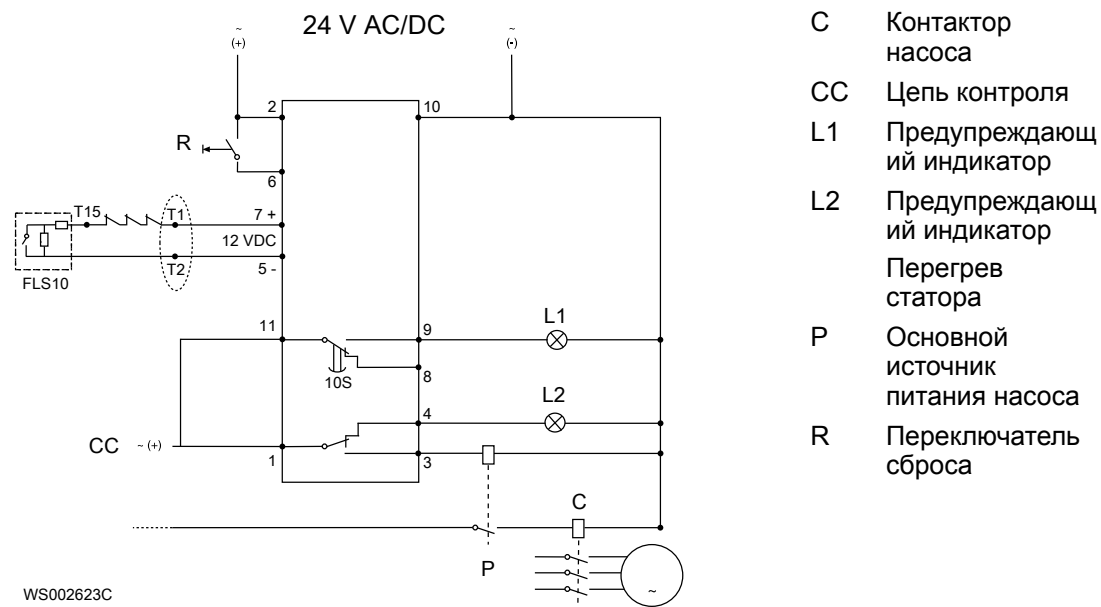 24 V AC/DC
~
(+)
~
(-)
2
10
R
6
T15
T1
7 +
12 VDC
T2
5 -
FLS10
11
9
L1
10S
8
4
L2
CC ~ (+)
1
3
C
P
~
WS002623C
C Контактор
насоса
CC Цепь контроля
L1 Предупреждающ
ий индикатор
L2 Предупреждающ
ий индикатор
Перегрев
статора
P Основной
источник
питания насоса
R Переключатель
сброса